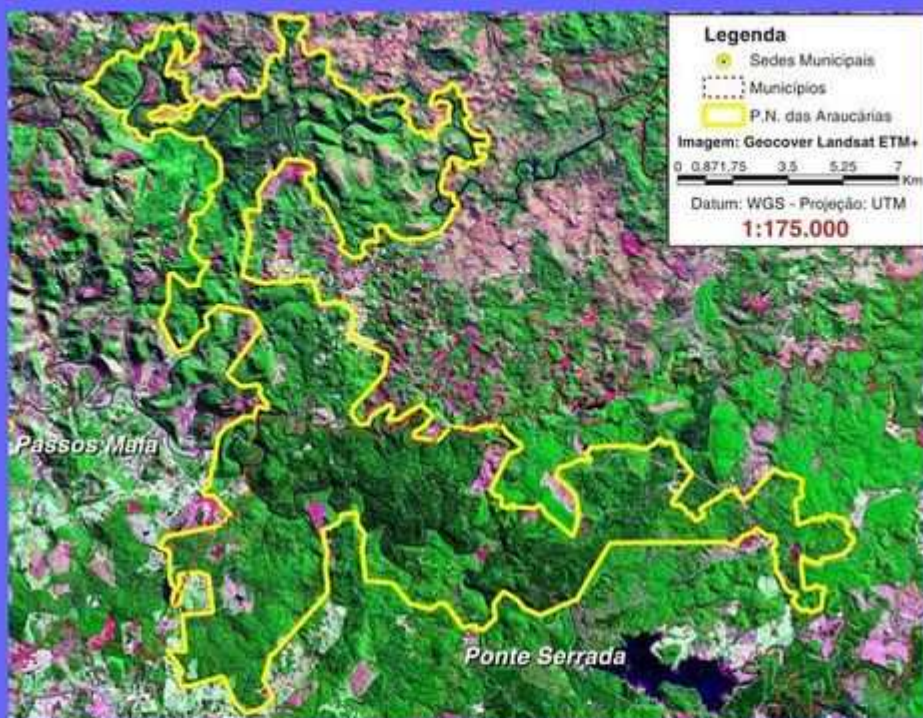 Legenda
Sedes Municipais
Municípios
P.N. das Araucárias
Imagem: Geocover Landsat ETM+
0 0.871.75 3.5 5.25 7
Km
Datum: WGS - Projeção: UTM
1:175.000
Passos Maia
Ponte Serrada